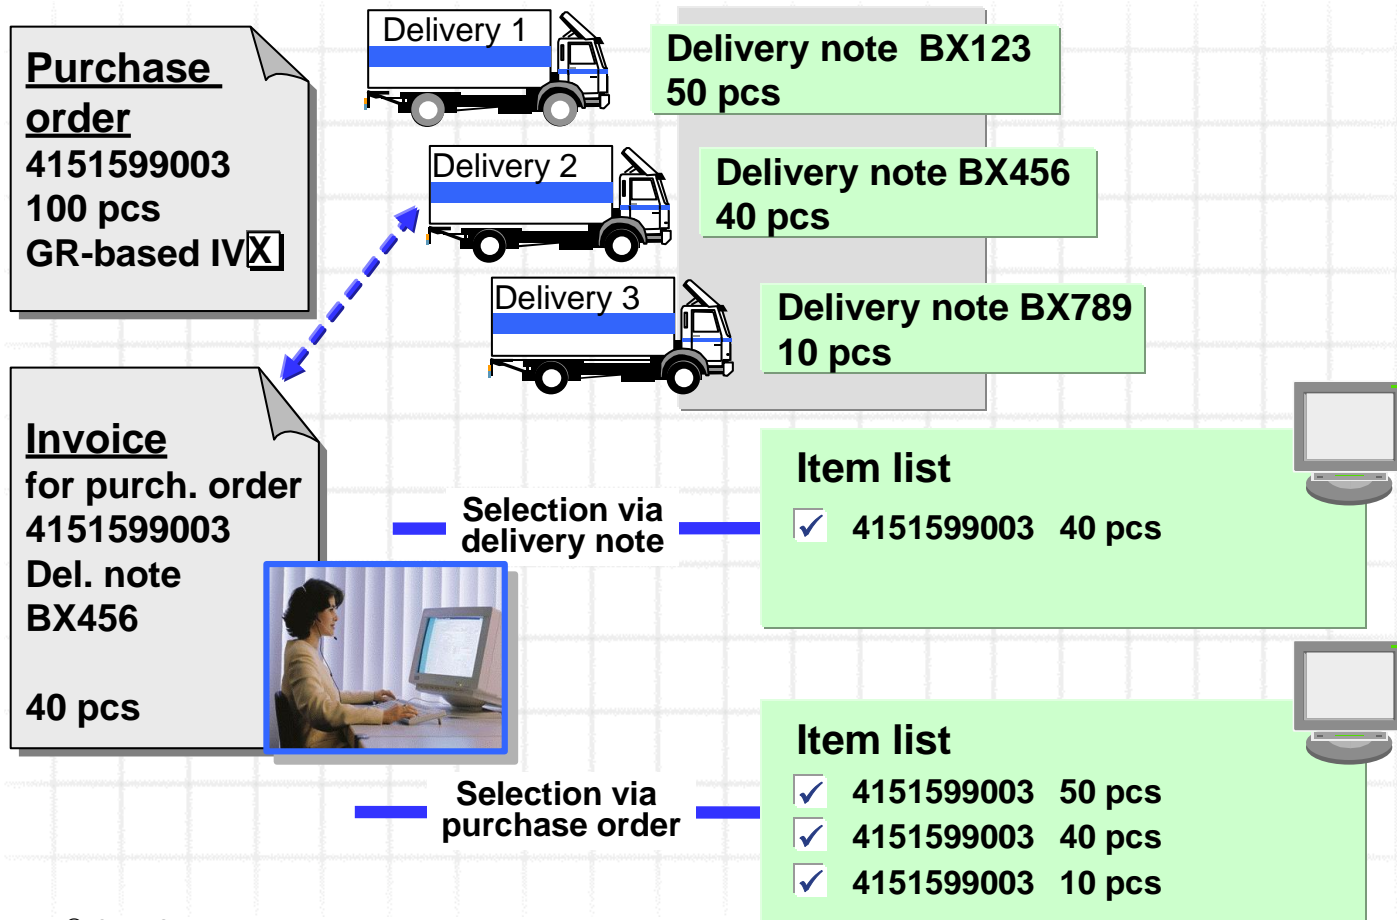 Purchase
order
4151599003
100 pcs
GR-based IV X
Delivery 1
Delivery note BX123
50 pcs
Delivery 2
Delivery note BX456
40 pcs
Delivery 3
Delivery note BX789
10 pcs
Invoice
for purch. order
4151599003
Del. note
BX456
40 pcs
Selection via
delivery note
Item list
4151599003 40 pcs
Selection via
purchase order
Item list
4151599003 50 pcs
4151599003 40 pcs
4151599003 10 pcs